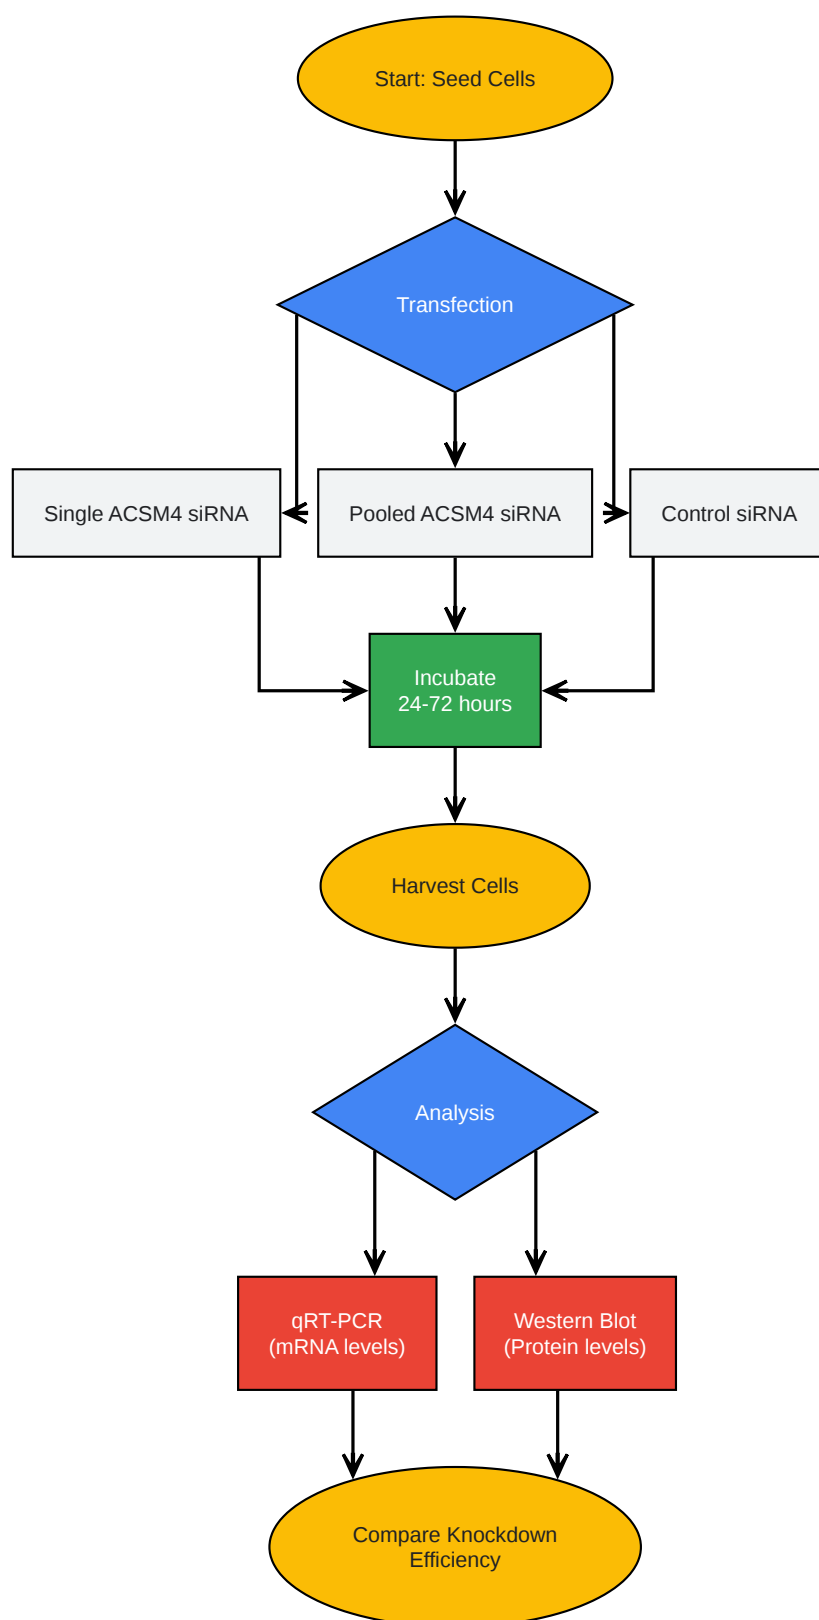 Start: Seed Cells
Transfection
Single ACSM4 siRNA
Pooled ACSM4 siRNA
Control siRNA
Incubate
24-72 hours
Harvest Cells
Analysis
qRT-PCR
(mRNA levels)
Western Blot
(Protein levels)
Compare Knockdown
Efficiency